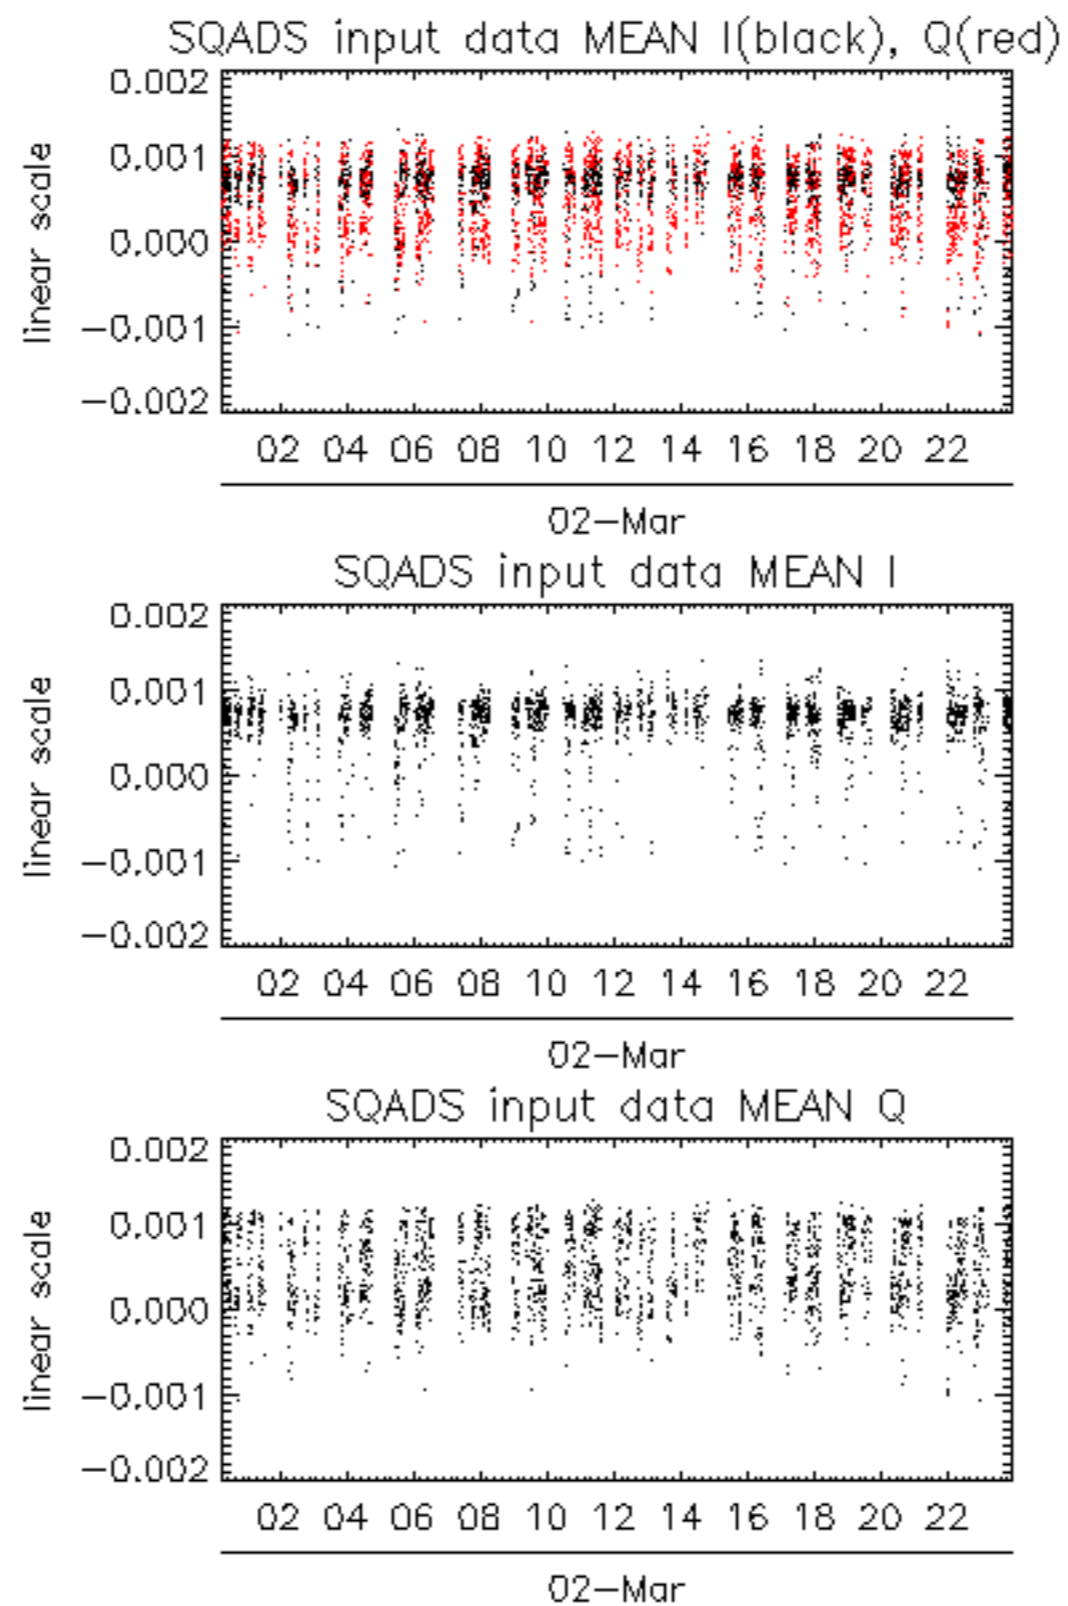 SQADS input data MEAN I(black), Q(red)
0.002
0.001
0.000
−0.001
−0.002
linear scale
02 04 06 08 10 12 14 16 18 20 22
02−Mar
SQADS input data MEAN I
0.002
0.001
0.000
−0.001
−0.002
linear scale
02 04 06 08 10 12 14 16 18 20 22
02−Mar
SQADS input data MEAN Q
0.002
0.001
0.000
−0.001
−0.002
linear scale
02 04 06 08 10 12 14 16 18 20 22
02−Mar